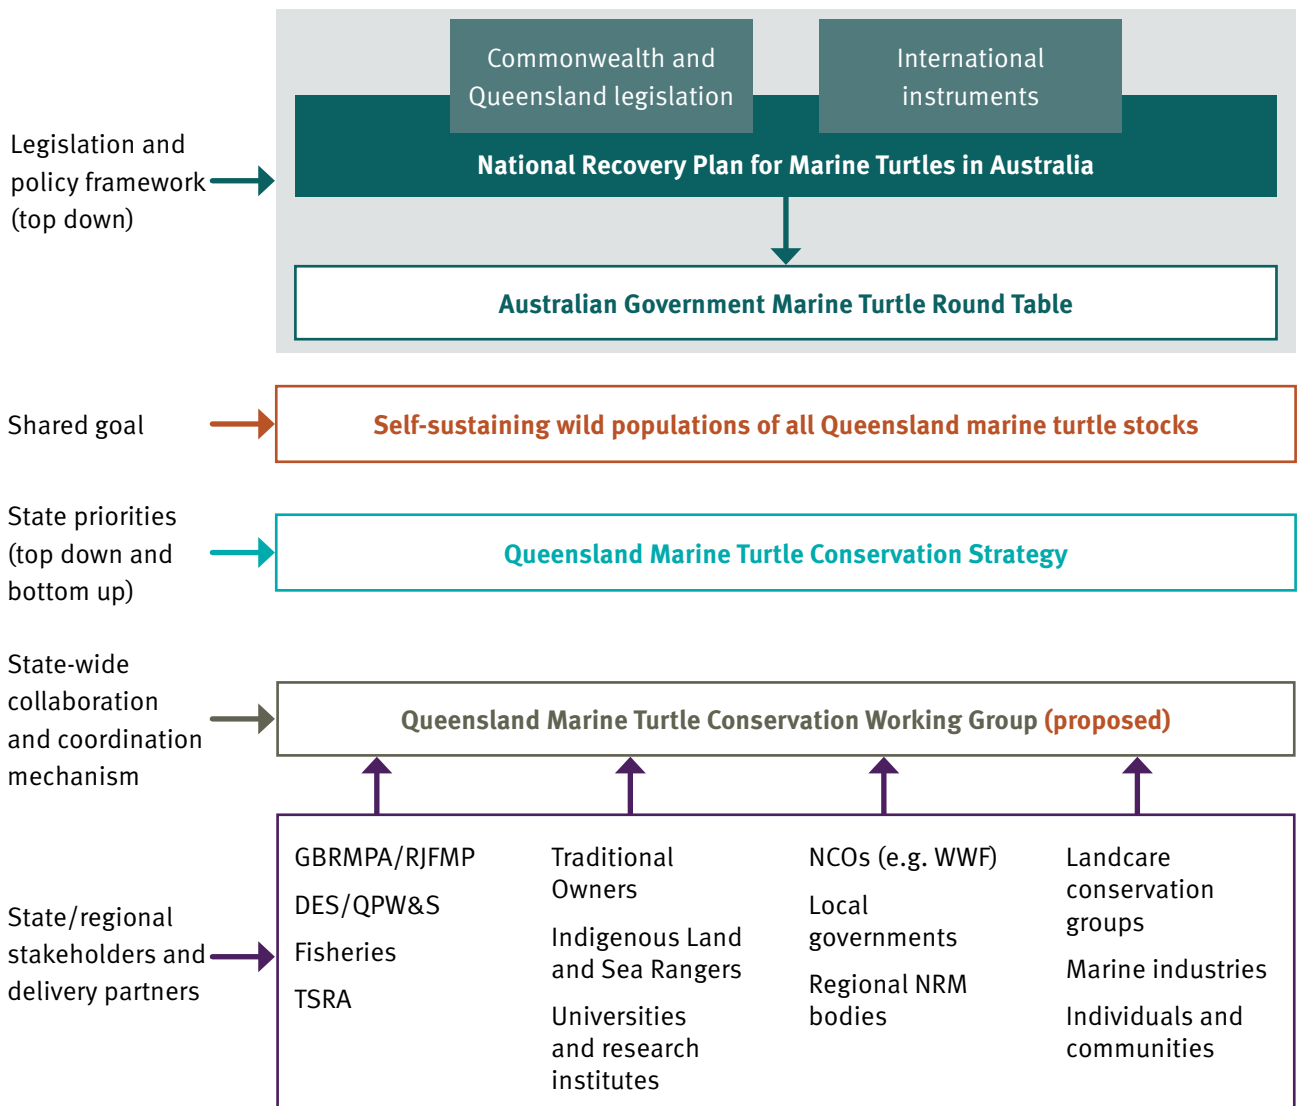 Commonwealth and
Queensland legislation
International
instruments
Legislation and
policy framework
(top down)
National Recovery Plan for Marine Turtles in Australia
Australian Government Marine Turtle Round Table
Shared goal
Self-sustaining wild populations of all Queensland marine turtle stocks
State priorities
(top down and
bottom up)
Queensland Marine Turtle Conservation Strategy
State-wide
collaboration
and coordination
mechanism
Queensland Marine Turtle Conservation Working Group (proposed)
State/regional
stakeholders and
delivery partners
GBRMPA/RJFMP
DES/QPW&S
Fisheries
TSRA
Traditional
Owners
Indigenous Land
and Sea Rangers
Universities
and research
institutes
NCOs (e.g. WWF)
Local
governments
Regional NRM
bodies
Landcare
conservation
groups
Marine industries
Individuals and
communities